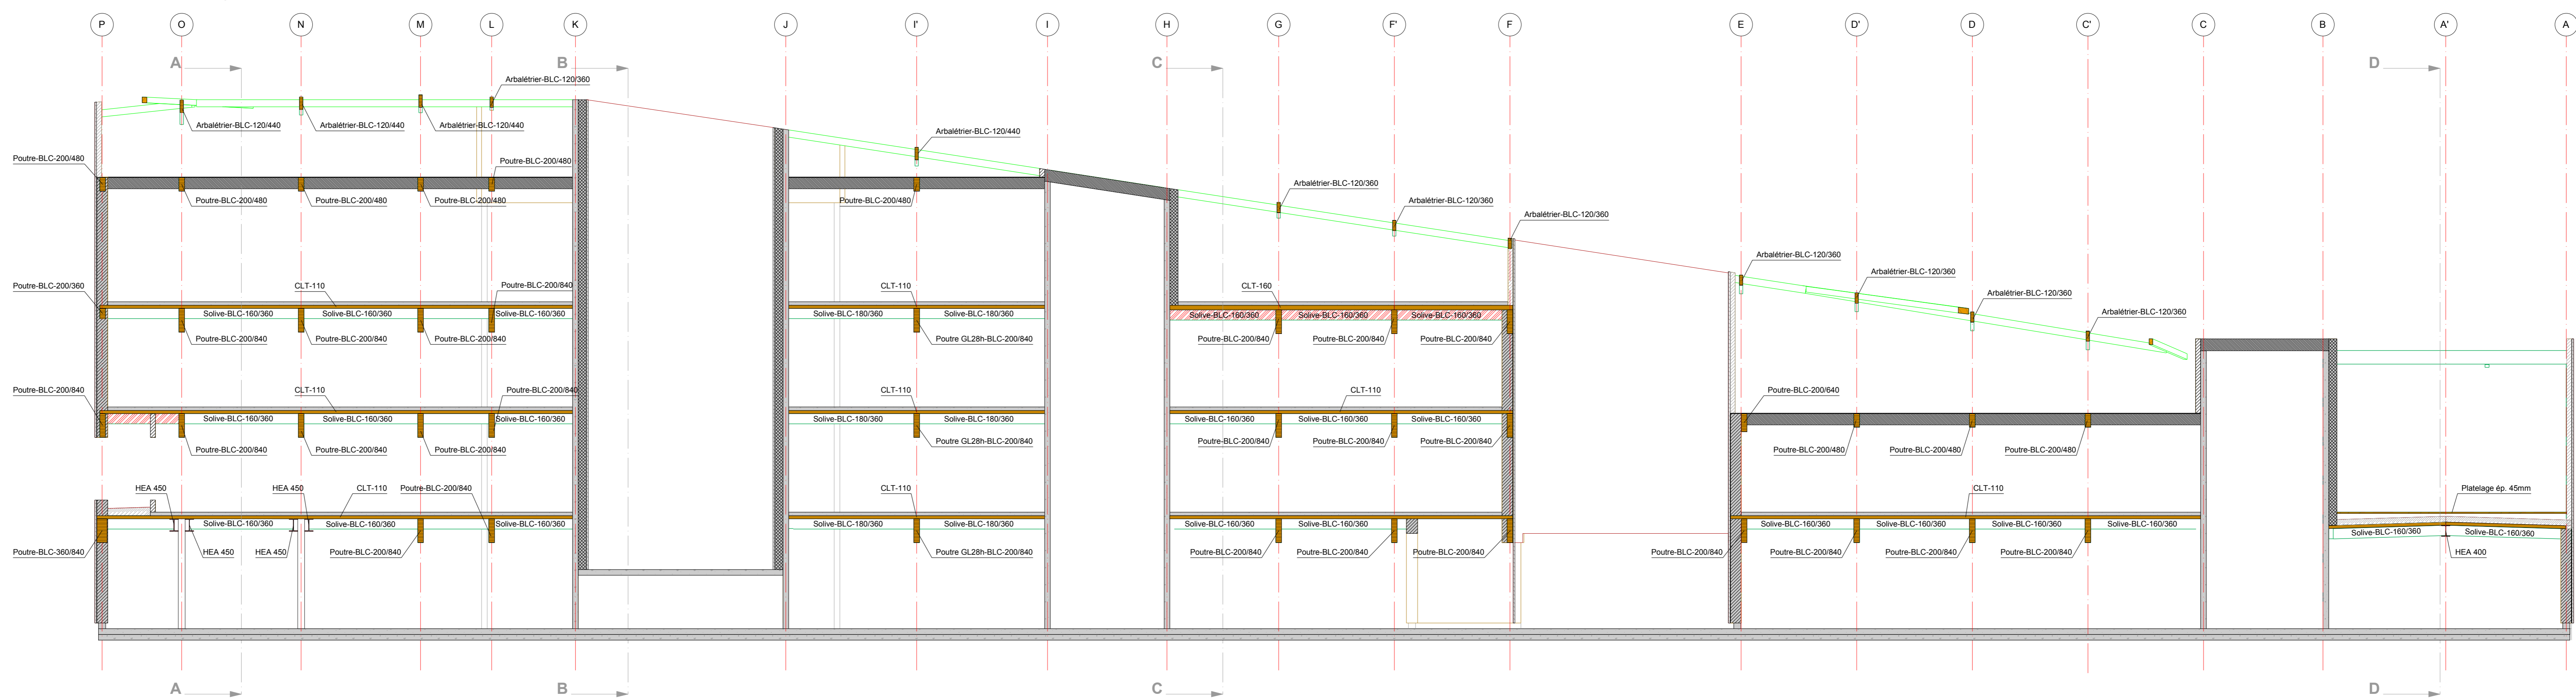 P O N M L K J I' I H G F' F E D' D C' C B A' A
A B C D
Arbalétrier-BLC-120/360
Arbalétrier-BLC-120/440 Arbalétrier-BLC-120/440 Arbalétrier-BLC-120/440
Arbalétrier-BLC-120/440
Poutre-BLC-200/480 Poutre-BLC-200/480
Arbalétrier-BLC-120/360
Poutre-BLC-200/480 Poutre-BLC-200/480 Poutre-BLC-200/480 Poutre-BLC-200/480 Arbalétrier-BLC-120/360
Arbalétrier-BLC-120/360
Arbalétrier-BLC-120/360
Arbalétrier-BLC-120/360
Poutre-BLC-200/360 CLT-110 Poutre-BLC-200/840 CLT-110 CLT-160
Arbalétrier-BLC-120/360
Solive-BLC-160/360 Solive-BLC-160/360 Solive-BLC-160/360 Solive-BLC-180/360 Solive-BLC-180/360 Solive-BLC-160/360 Solive-BLC-160/360 Solive-BLC-160/360
Arbalétrier-BLC-120/360
Poutre-BLC-200/840 Poutre-BLC-200/840 Poutre-BLC-200/840 Poutre GL28h-BLC-200/840 Poutre-BLC-200/840 Poutre-BLC-200/840 Poutre-BLC-200/840
Poutre-BLC-200/840 CLT-110 Poutre-BLC-200/840 CLT-110 CLT-110 Poutre-BLC-200/640
Solive-BLC-160/360 Solive-BLC-160/360 Solive-BLC-160/360 Solive-BLC-180/360 Solive-BLC-180/360 Solive-BLC-160/360 Solive-BLC-160/360 Solive-BLC-160/360
Poutre-BLC-200/840 Poutre-BLC-200/840 Poutre-BLC-200/840 Poutre GL28h-BLC-200/840 Poutre-BLC-200/840 Poutre-BLC-200/840 Poutre-BLC-200/840 Poutre-BLC-200/480 Poutre-BLC-200/480 Poutre-BLC-200/480
HEA 450 HEA 450 CLT-110 Poutre-BLC-200/840 CLT-110 CLT-110 Platelage ép. 45mm
Solive-BLC-160/360 Solive-BLC-160/360 Solive-BLC-160/360 Solive-BLC-180/360 Solive-BLC-180/360 Solive-BLC-160/360 Solive-BLC-160/360 Solive-BLC-160/360 Solive-BLC-160/360 Solive-BLC-160/360 Solive-BLC-160/360 Solive-BLC-160/360 Solive-BLC-160/360
Poutre-BLC-360/840 HEA 450 HEA 450 Poutre-BLC-200/840 Poutre GL28h-BLC-200/840 Poutre-BLC-200/840 Poutre-BLC-200/840 Poutre-BLC-200/840 Poutre-BLC-200/840 Poutre-BLC-200/840 Poutre-BLC-200/840 Poutre-BLC-200/840 HEA 400
A B C D